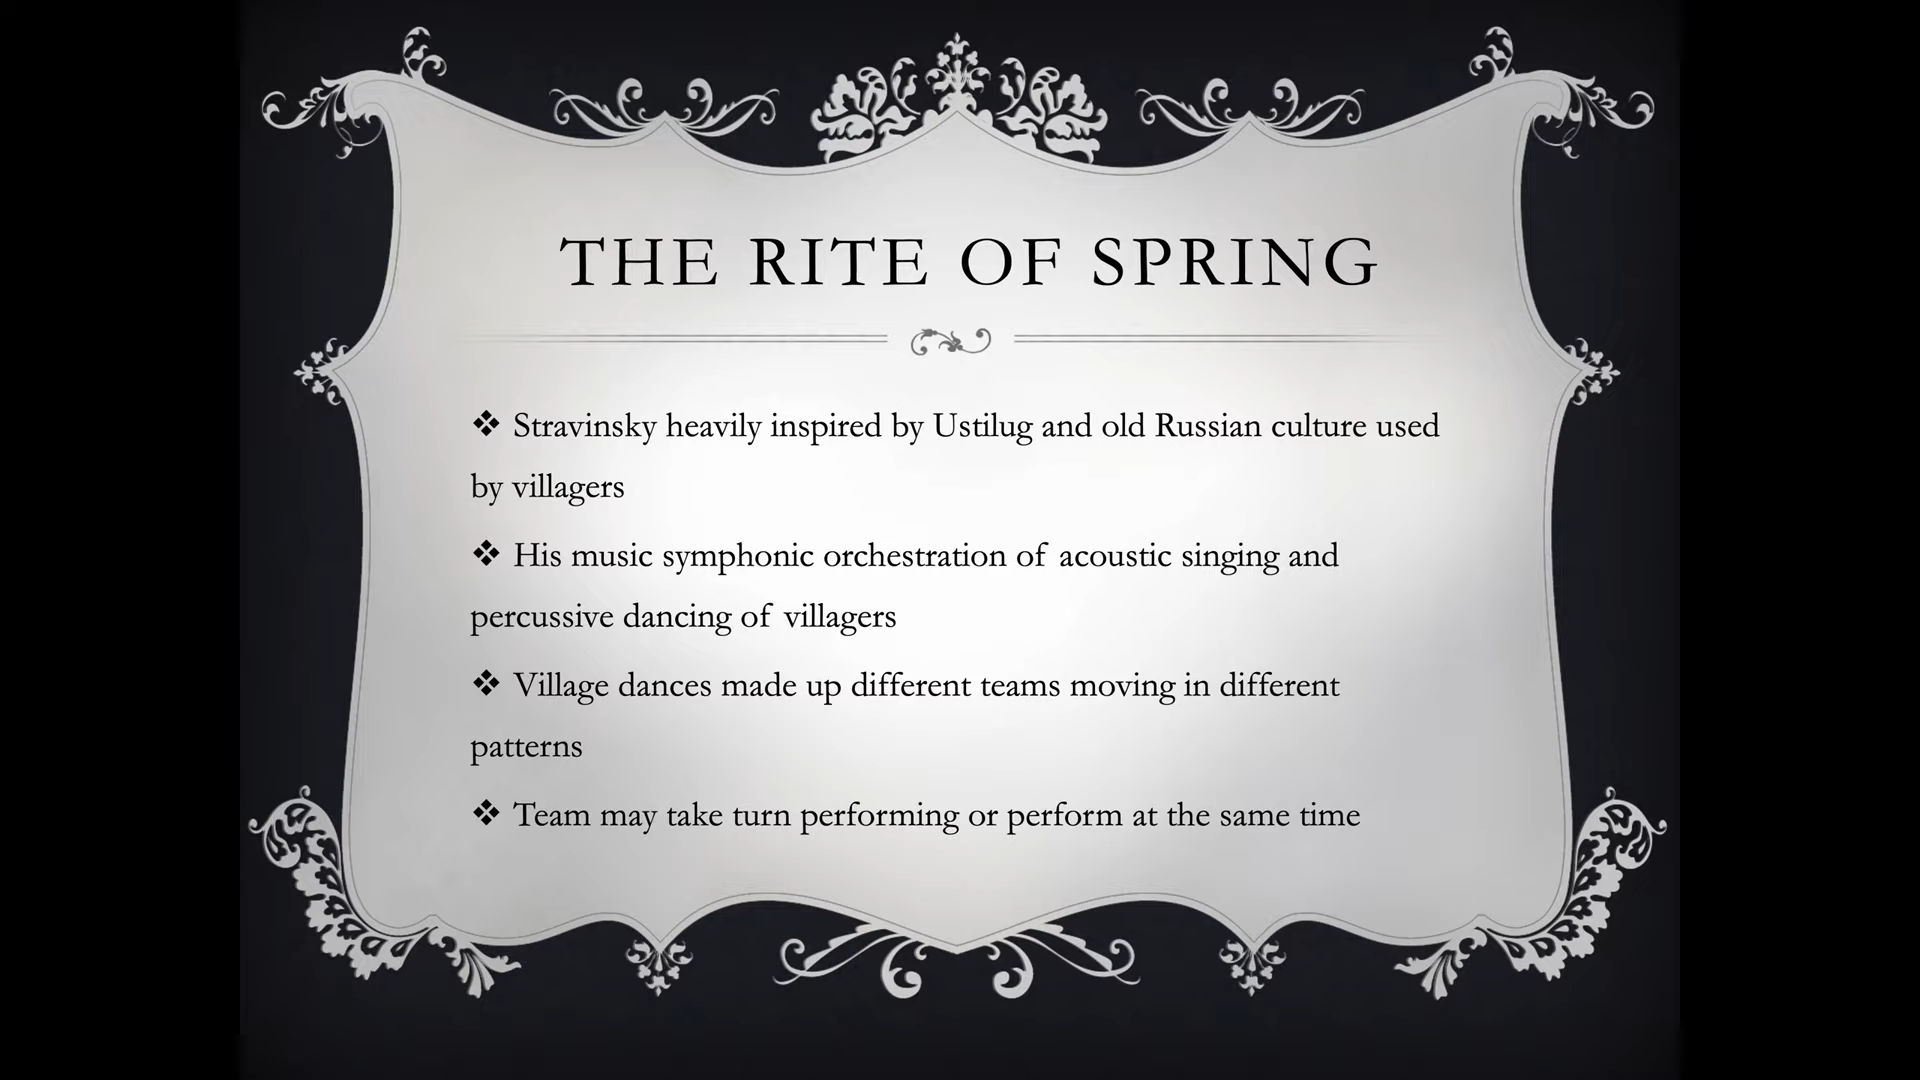 THE RITE OF SPRING
❖ Stravinsky heavily inspired by Ustilug and old Russian culture used
by villagers
❖ His music symphonic orchestration of acoustic singing and
percussive dancing of villagers
❖ Village dances made up different teams moving in different
patterns
❖ Team may take turn performing or perform at the same time